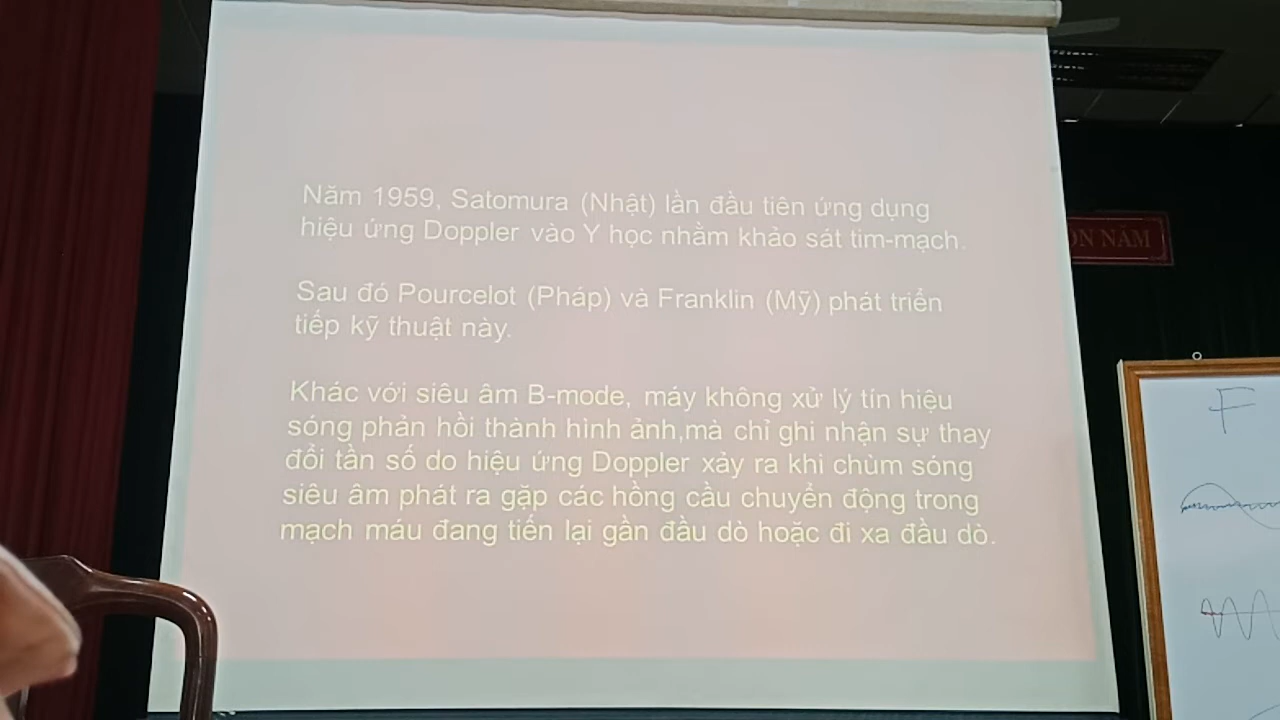 Năm 1959, Satomura (Nhật) lần đầu tiên ứng dụng
hiệu ứng Doppler vào Y học nhằm khảo sát tim-mạch.
Sau đó Pourcelot (Pháp) và Franklin (Mỹ) phát triển
tiếp kỹ thuật này.
Khác với siêu âm B-mode, máy không xử lý tín hiệu
sóng phản hồi thành hình ảnh,mà chỉ ghi nhận sự thay
đổi tần số do hiệu ứng Doppler xảy ra khi chùm sóng
siêu âm phát ra gặp các hồng cầu chuyển động trong
mạch máu đang tiến lại gần đầu dò hoặc đi xa đầu dò.
NĂM
F